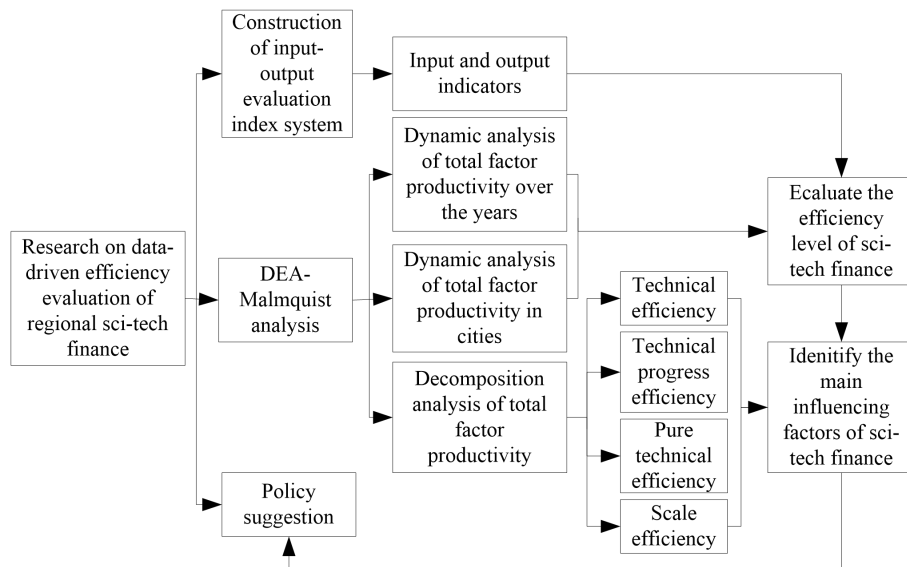 Construction
of input-
output
evaluation
index system
Input and output
indicators
Dynamic analysis
of total factor
productivity over
the years
Ecaluate the
efficiency
level of sci-
tech finance
Research on data-
driven efficiency
evaluation of
regional sci-tech
finance
DEA-
Malmquist
analysis
Dynamic analysis
of total factor
productivity in
cities
Technical
efficiency
Technical
progress
efficiency
Idenitify the
main
influencing
factors of sci-
tech finance
Decomposition
analysis of total
factor
productivity
Pure
technical
efficiency
Policy
suggestion
Scale
efficiency